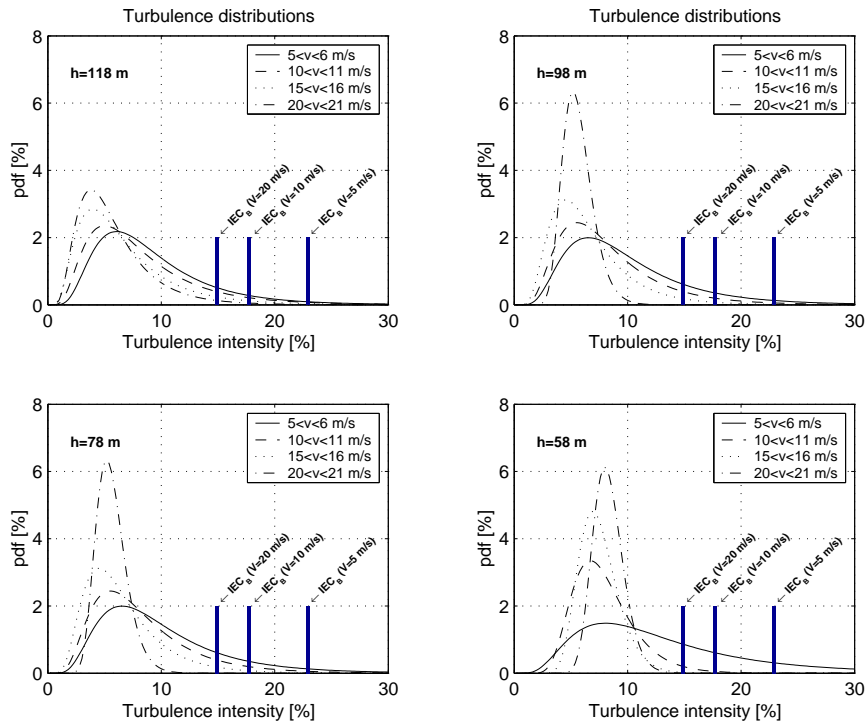 Turbulence distributions
8
6
4
2
0
pdf [%]
h=118 m
5<v<6 m/s
10<v<11 m/s
15<v<16 m/s
20<v<21 m/s
← IEC_B (V=20 m/s)
← IEC_B (V=10 m/s)
← IEC_B (V=5 m/s)
0 10 20 30
Turbulence intensity [%]
Turbulence distributions
8
6
4
2
0
pdf [%]
h=98 m
5<v<6 m/s
10<v<11 m/s
15<v<16 m/s
20<v<21 m/s
← IEC_B (V=20 m/s)
← IEC_B (V=10 m/s)
← IEC_B (V=5 m/s)
0 10 20 30
Turbulence intensity [%]
8
6
4
2
0
pdf [%]
h=78 m
5<v<6 m/s
10<v<11 m/s
15<v<16 m/s
20<v<21 m/s
← IEC_B (V=20 m/s)
← IEC_B (V=10 m/s)
← IEC_B (V=5 m/s)
0 10 20 30
Turbulence intensity [%]
8
6
4
2
0
pdf [%]
h=58 m
5<v<6 m/s
10<v<11 m/s
15<v<16 m/s
20<v<21 m/s
← IEC_B (V=20 m/s)
← IEC_B (V=10 m/s)
← IEC_B (V=5 m/s)
0 10 20 30
Turbulence intensity [%]